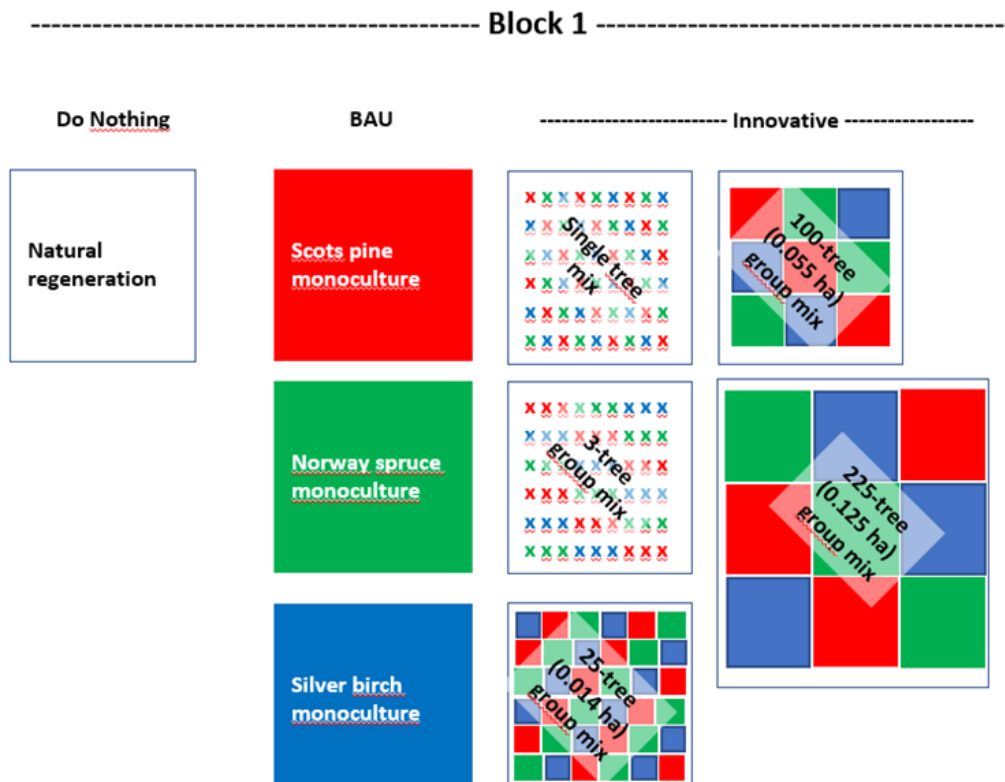 Block 1
Do Nothing
BAU
Innovative
Natural
regeneration
Scots pine
monoculture
x x x x x x x x x
x x x x x x x x x
x x x x x x x x x
x x x x x x x x x
x x x x x x x x x
x x x x x x x x x
Single tree
mix
100-tree
(0.055 ha)
group mix
Norway spruce
monoculture
x x x x x x x x x
x x x x x x x x x
x x x x x x x x x
x x x x x x x x x
x x x x x x x x x
x x x x x x x x x
3-tree
group mix
225-tree
(0.125 ha)
group mix
Silver birch
monoculture
25-tree
(0.014 ha)
group mix